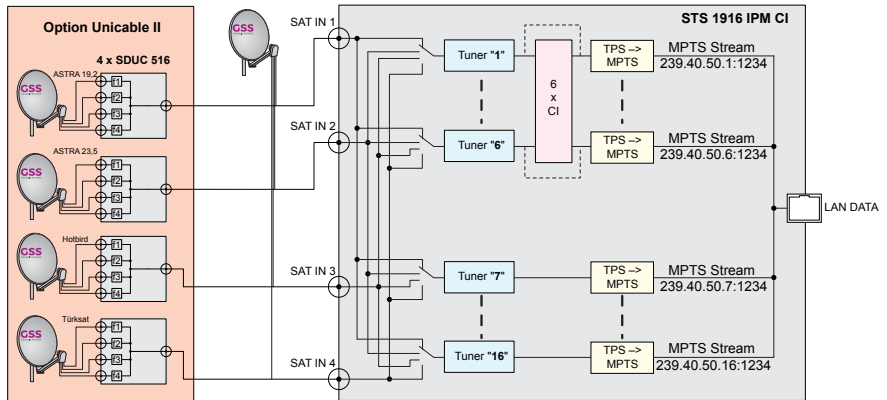 Option Unicable II
4 x SDUC 516
ASTRA 19,2
GSS
f1
f2
f3
f4
ASTRA 23,5
GSS
f1
f2
f3
f4
Hotbird
GSS
f1
f2
f3
f4
Türksat
GSS
f1
f2
f3
f4
GSS
SAT IN 1
SAT IN 2
SAT IN 3
SAT IN 4
STS 1916 IPM CI
Tuner "1"
Tuner "6"
Tuner "7"
Tuner "16"
6
x
CI
TPS –>
MPTS
MPTS Stream
239.40.50.1:1234
TPS –>
MPTS
MPTS Stream
239.40.50.6:1234
TPS –>
MPTS
MPTS Stream
239.40.50.7:1234
TPS –>
MPTS
MPTS Stream
239.40.50.16:1234
LAN DATA